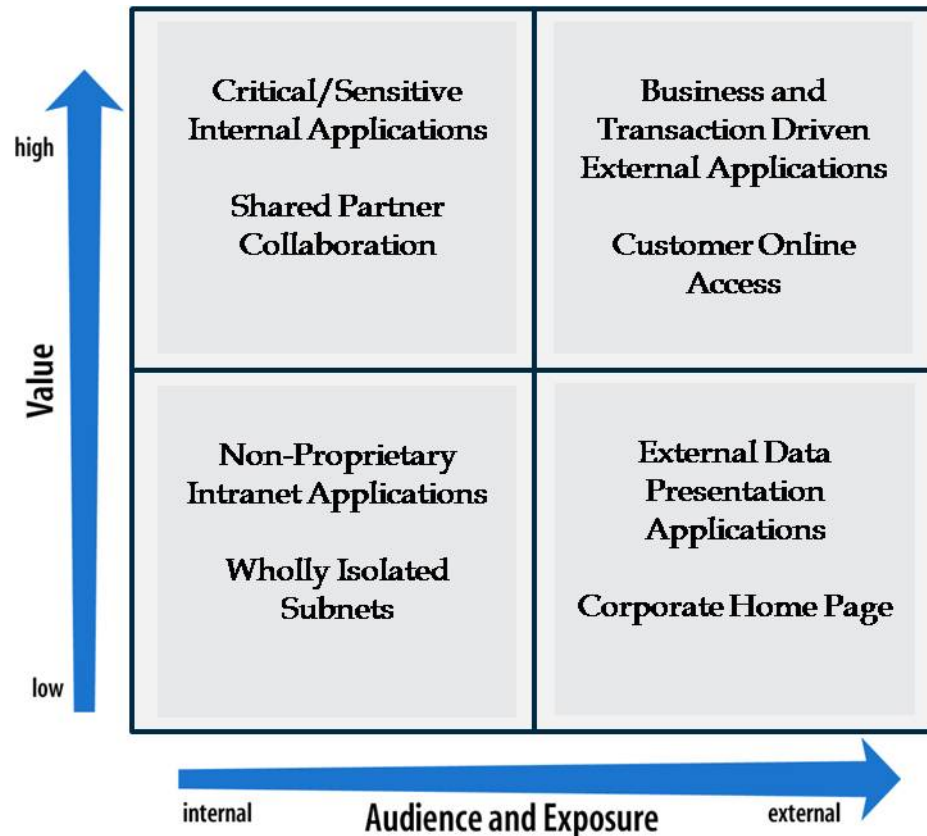 Critical/Sensitive
Internal Applications
Shared Partner
Collaboration
Business and
Transaction Driven
External Applications
Customer Online
Access
high
Value
low
Non-Proprietary
Intranet Applications
Wholly Isolated
Subnets
External Data
Presentation
Applications
Corporate Home Page
internal
Audience and Exposure
external